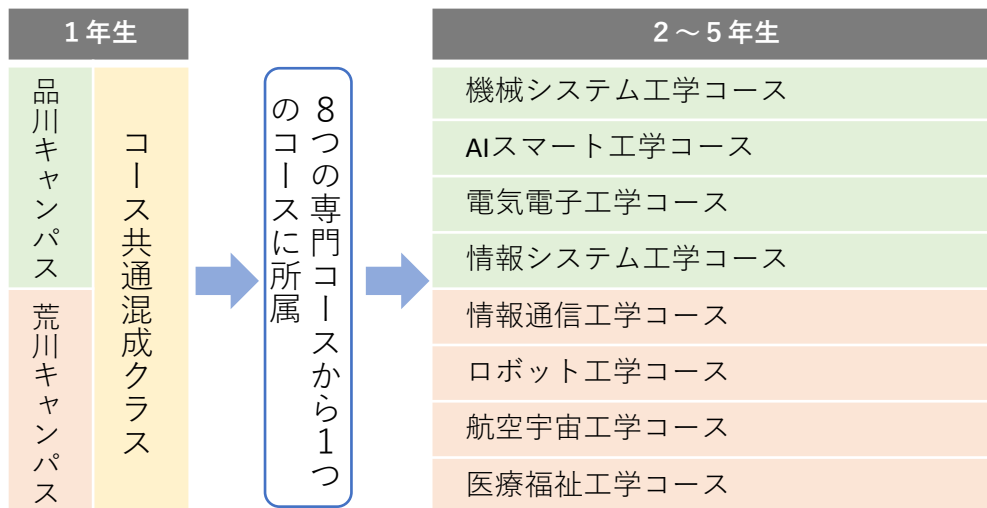 1年生
品川キャンパス
荒川キャンパス
コース共通混成クラス
8つの専門コースから1つ
のコースに所属
2～5年生
機械システム工学コース
AIスマート工学コース
電気電子工学コース
情報システム工学コース
情報通信工学コース
ロボット工学コース
航空宇宙工学コース
医療福祉工学コース